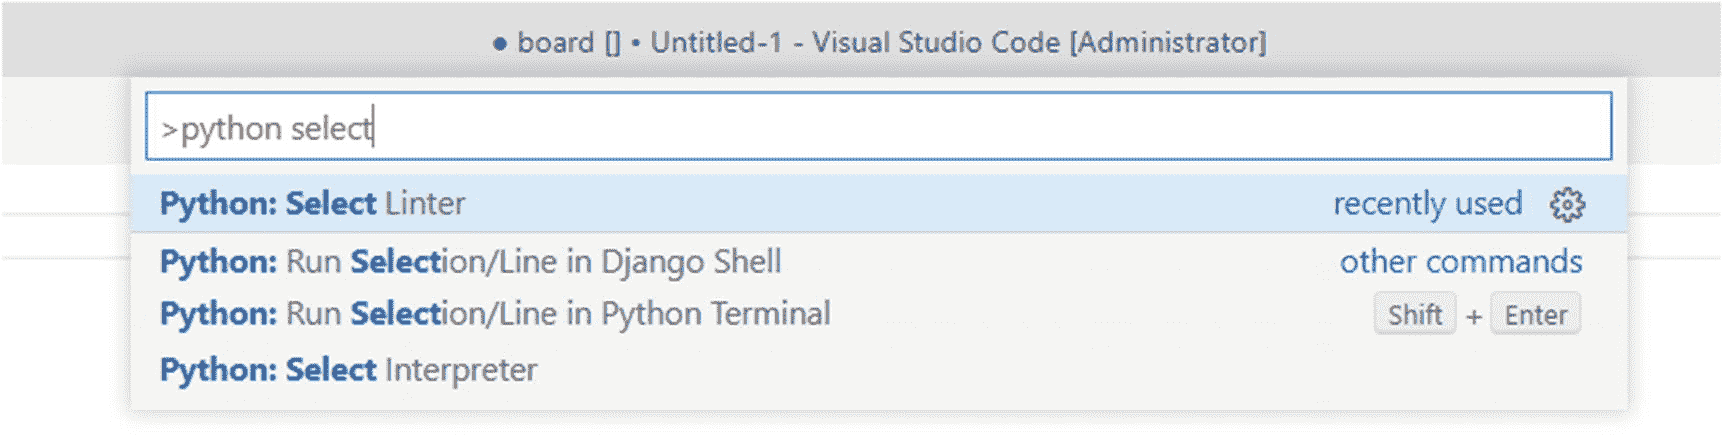 ● board [] • Untitled-1 - Visual Studio Code [Administrator]
>python select
Python: Select Linter recently used
Python: Run Selection/Line in Django Shell other commands
Python: Run Selection/Line in Python Terminal Shift + Enter
Python: Select Interpreter